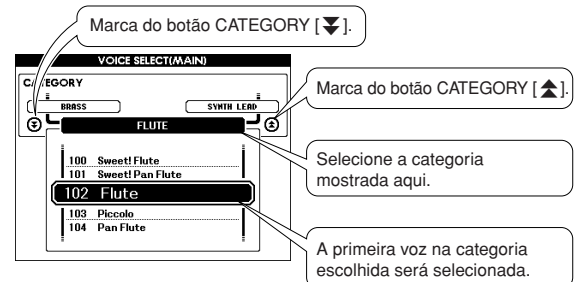 Marca do botão CATEGORY [⏬].
VOICE SELECT(MAIN)
CATEGORY
BRASS
SYNTH LEAD
FLUTE
100 Sweet! Flute
101 Sweet! Pan Flute
102 Flute
103 Piccolo
104 Pan Flute
Marca do botão CATEGORY [⏫].
Selecione a categoria
mostrada aqui.
A primeira voz na categoria
escolhida será selecionada.